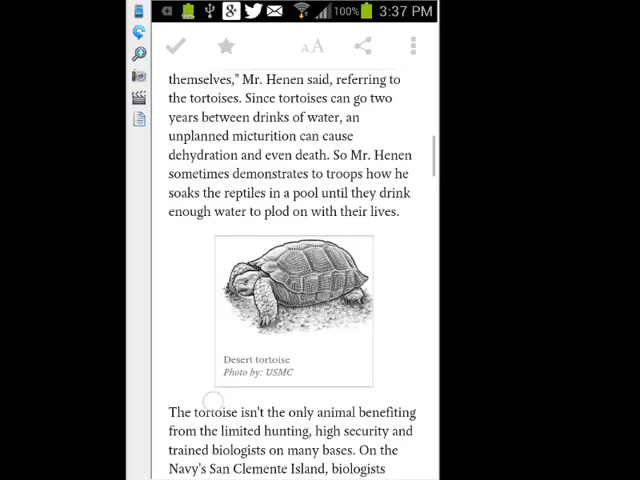 100% 3:37 PM
AA
themselves," Mr. Henen said, referring to
the tortoises. Since tortoises can go two
years between drinks of water, an
unplanned micturition can cause
dehydration and even death. So Mr. Henen
sometimes demonstrates to troops how he
soaks the reptiles in a pool until they drink
enough water to plod on with their lives.
Desert tortoise
Photo by: USMC
The tortoise isn't the only animal benefiting
from the limited hunting, high security and
trained biologists on many bases. On the
Navy's San Clemente Island, biologists